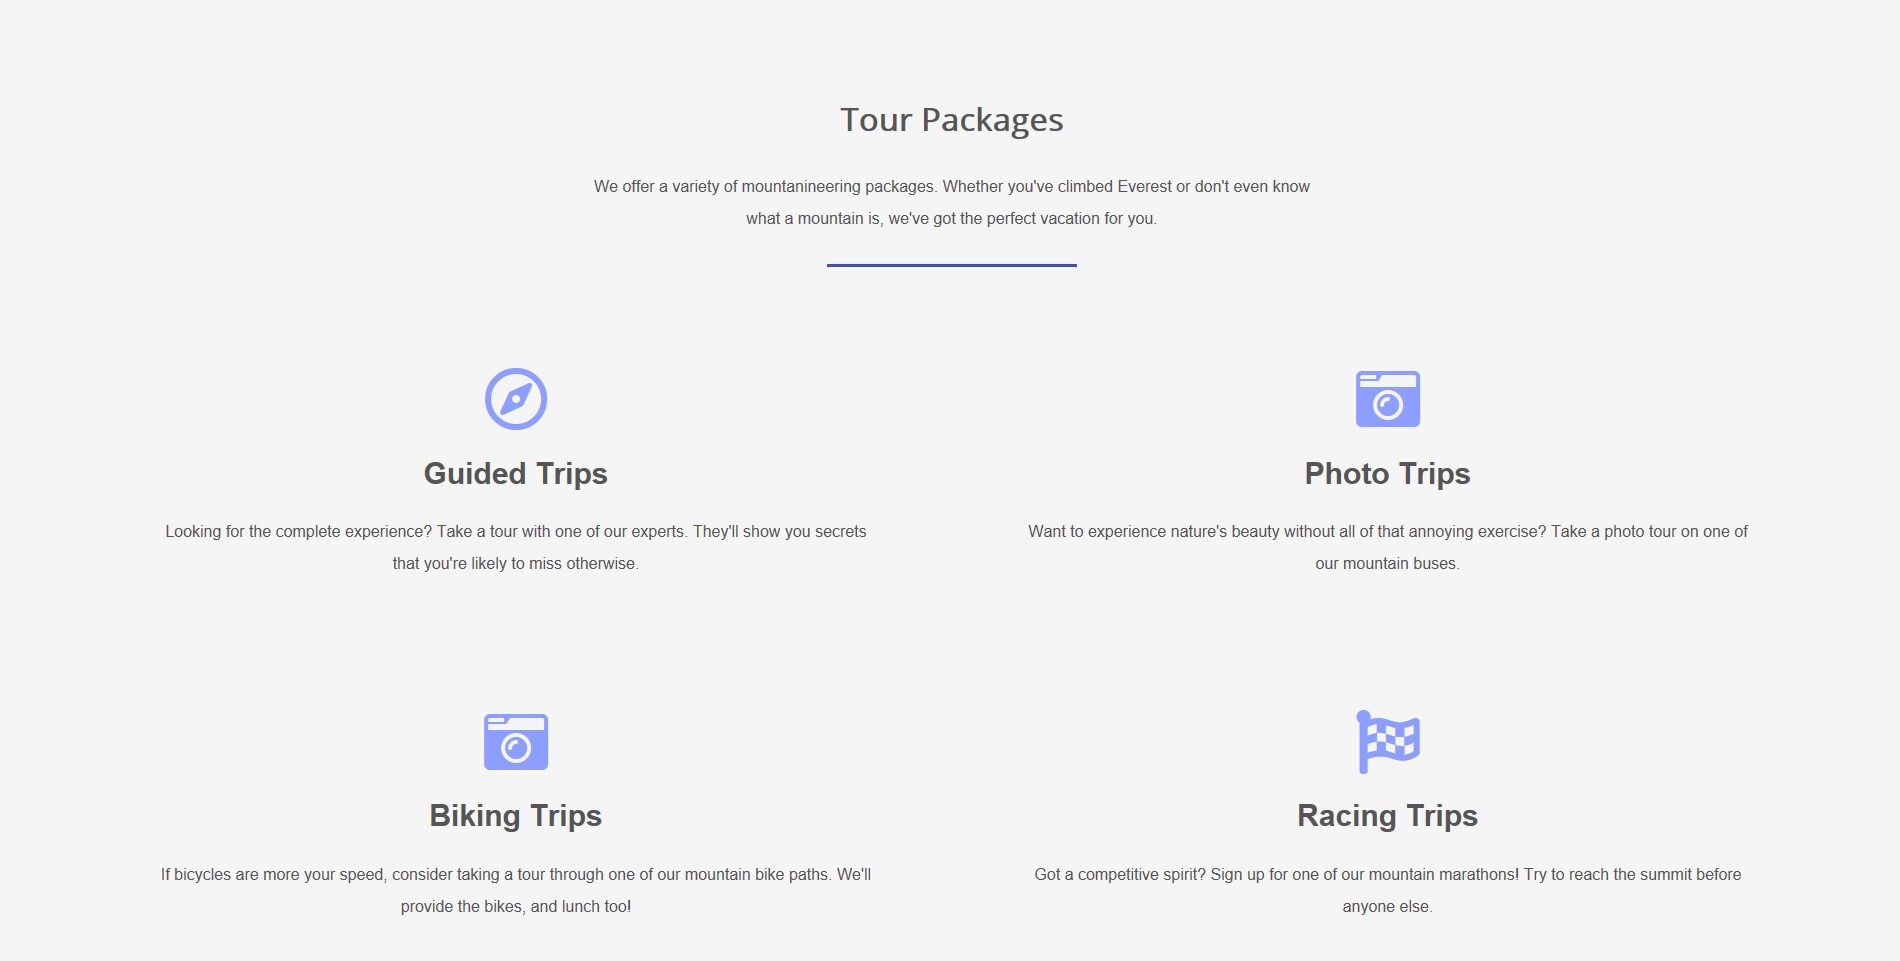 Tour Packages
We offer a variety of mountanineering packages. Whether you've climbed Everest or don't even know
what a mountain is, we've got the perfect vacation for you.
Guided Trips
Looking for the complete experience? Take a tour with one of our experts. They'll show you secrets
that you're likely to miss otherwise.
Photo Trips
Want to experience nature's beauty without all of that annoying exercise? Take a photo tour on one of
our mountain buses.
Biking Trips
If bicycles are more your speed, consider taking a tour through one of our mountain bike paths. We'll
provide the bikes, and lunch too!
Racing Trips
Got a competitive spirit? Sign up for one of our mountain marathons! Try to reach the summit before
anyone else.